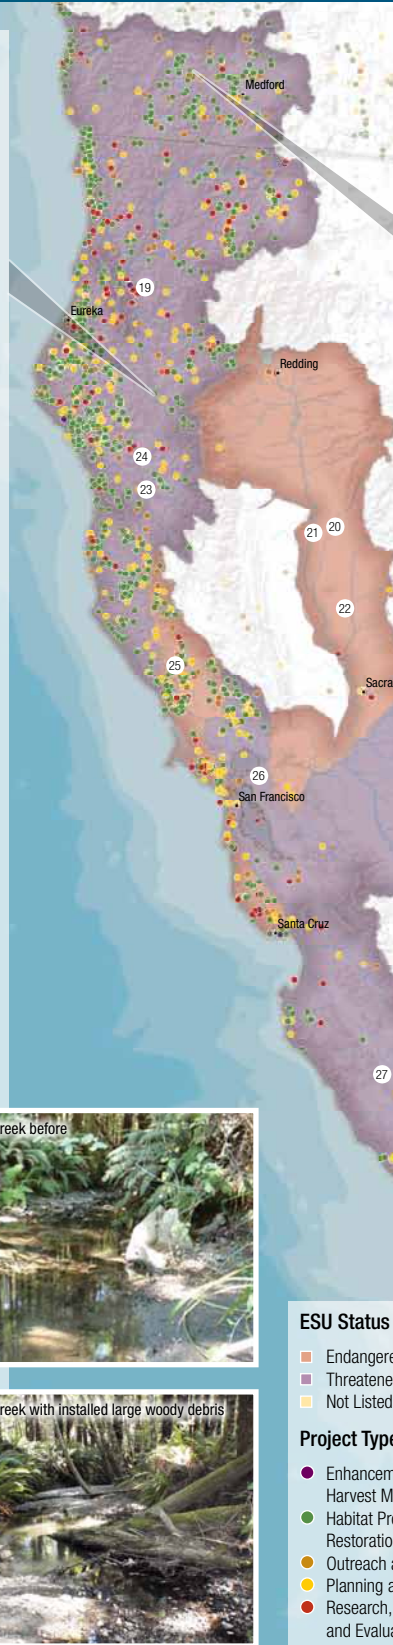 Medford
19
Eureka
Redding
24
23
21
20
22
25
Sacra
26
San Francisco
Santa Cruz
27
reek before
reek with installed large woody debris
ESU Status
Endangere
Threatene
Not Listed
Project Type
Enhancem
Harvest M
Habitat Pro
Restoratio
Outreach a
Planning a
Research,
and Evalua